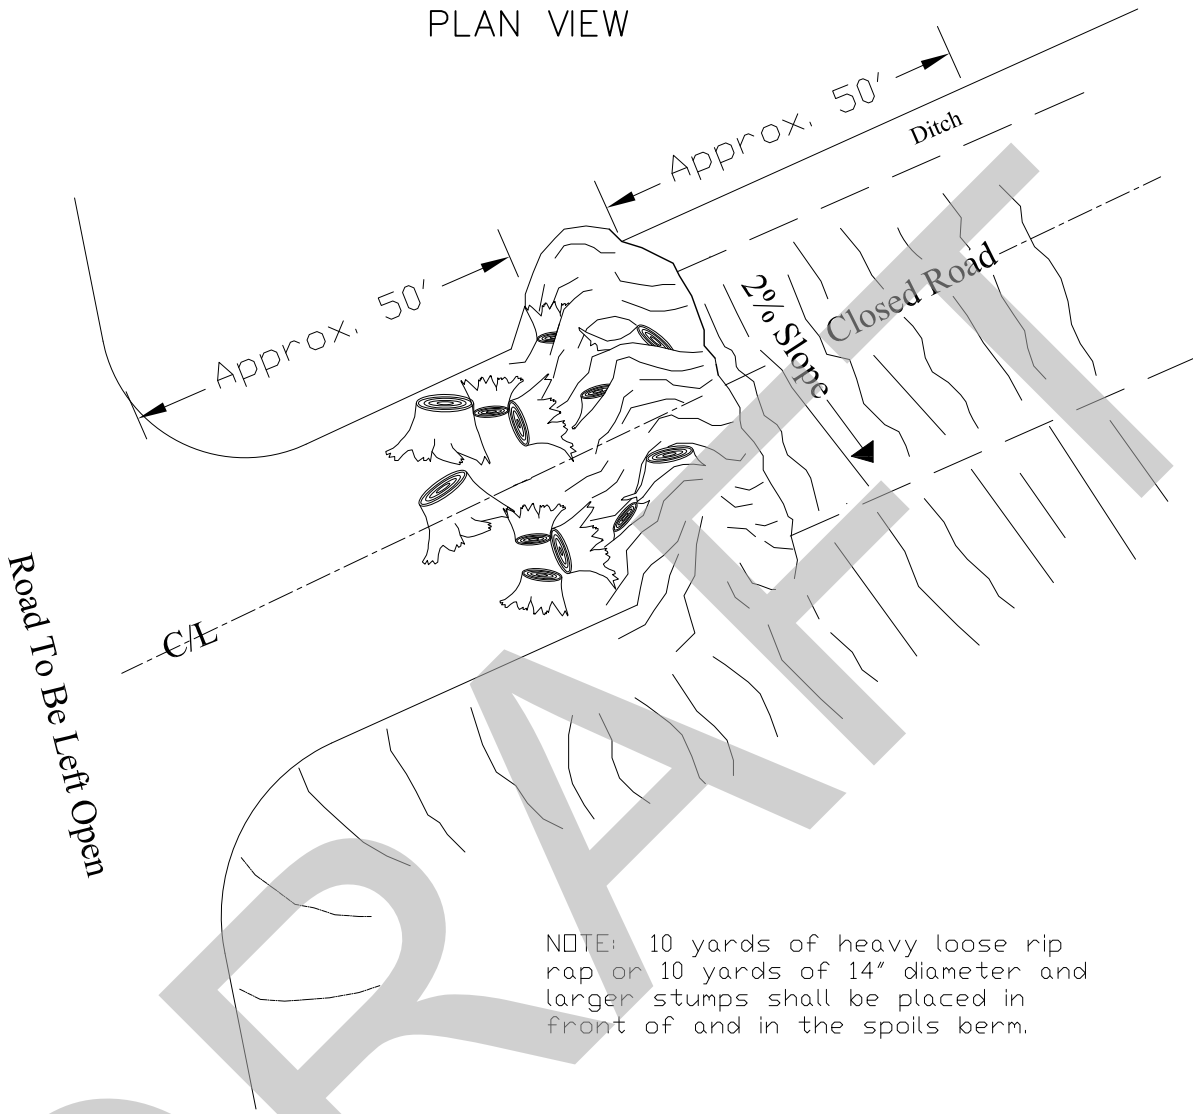 PLAN VIEW
Approx. 50'
Ditch
Approx. 50'
2% Slope
Closed Road
C/L
Road To Be Left Open
NOTE: 10 yards of heavy loose rip
rap or 10 yards of 14" diameter and
larger stumps shall be placed in
front of and in the spoils berm.
DRAFT